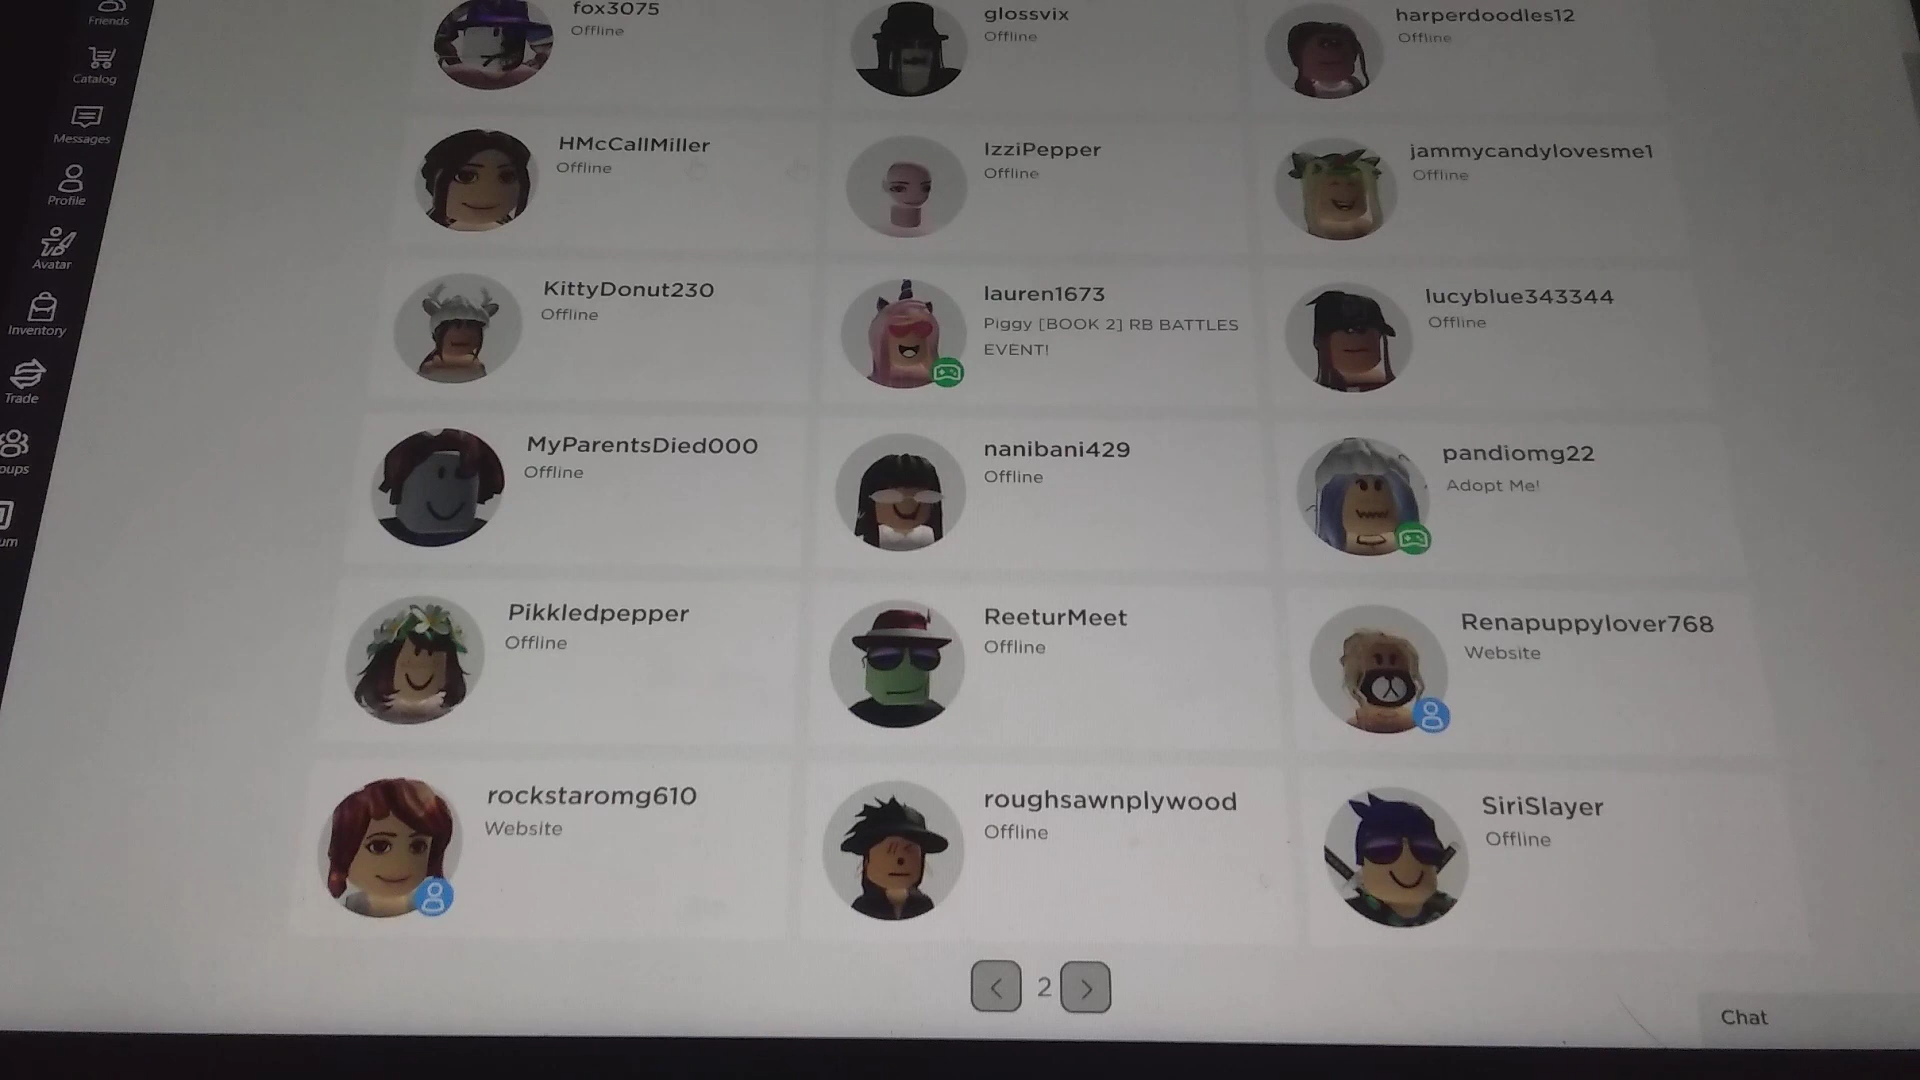 Friends
Catalog
Messages
Profile
Avatar
Inventory
Trade
oups
um
fox3075
Offline
glossvix
Offline
harperdoodles12
Offline
HMcCallMiller
Offline
IzziPepper
Offline
jammycandylovesme1
Offline
KittyDonut230
Offline
lauren1673
Piggy [BOOK 2] RB BATTLES
EVENT!
lucyblue343344
Offline
MyParentsDied000
Offline
nanibani429
Offline
pandiomg22
Adopt Me!
Pikkledpepper
Offline
ReeturMeet
Offline
Renapuppylover768
Website
rockstaromg610
Website
roughsawnplywood
Offline
SiriSlayer
Offline
< 2 >
Chat